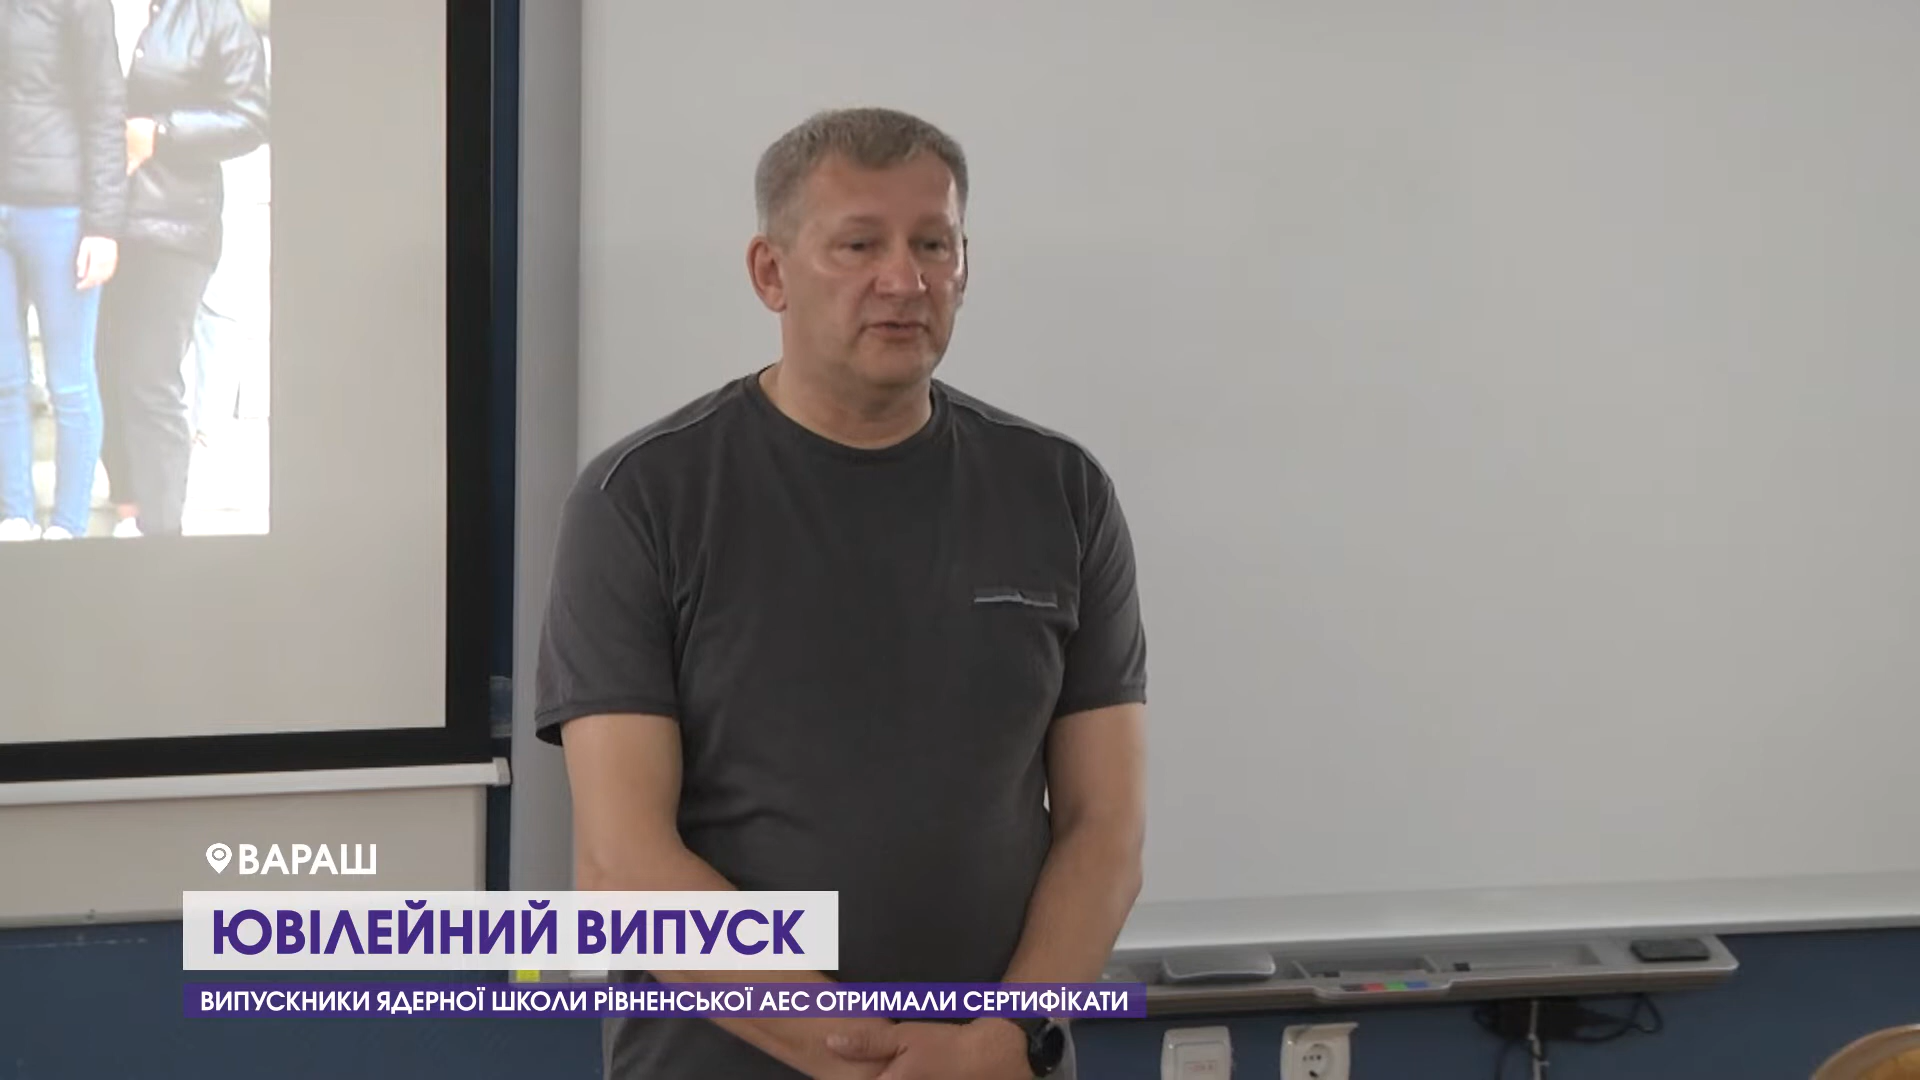 ВАРАШ
ЮВІЛЕЙНИЙ ВИПУСК
ВИПУСКНИКИ ЯДЕРНОЇ ШКОЛИ РІВНЕНСЬКОЇ АЕС ОТРИМАЛИ СЕРТИФІКАТИ